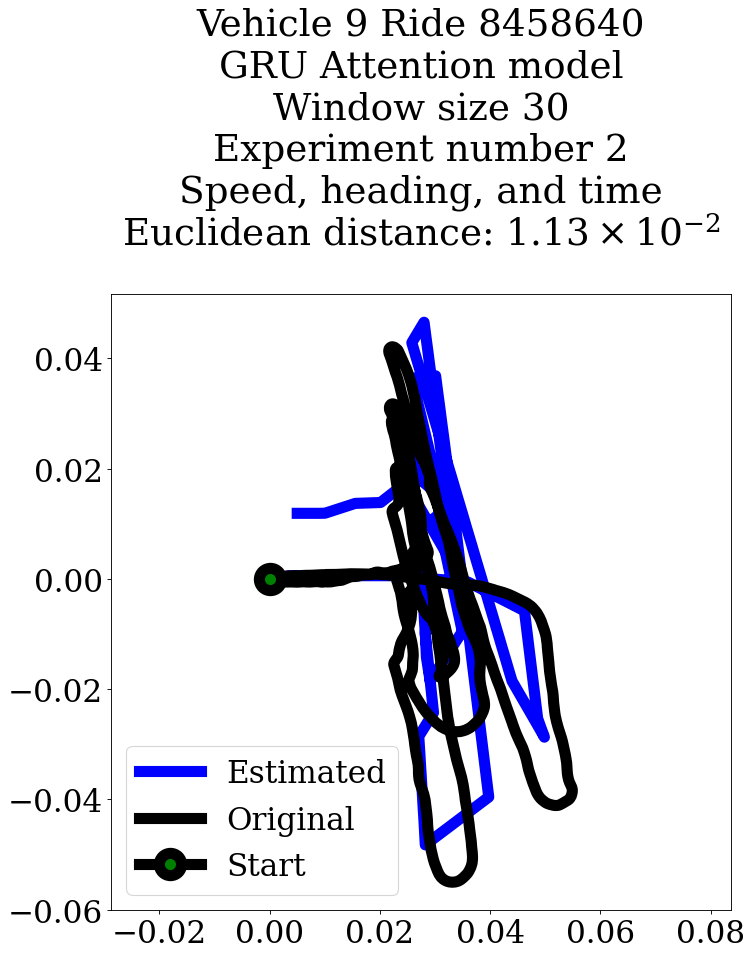 Vehicle 9 Ride 8458640
GRU Attention model
Window size 30
Experiment number 2
Speed, heading, and time
Euclidean distance: 1.13 × 10⁻²
0.04
0.02
0.00
−0.02
−0.04
−0.06
Estimated
Original
Start
−0.02 0.00 0.02 0.04 0.06 0.08